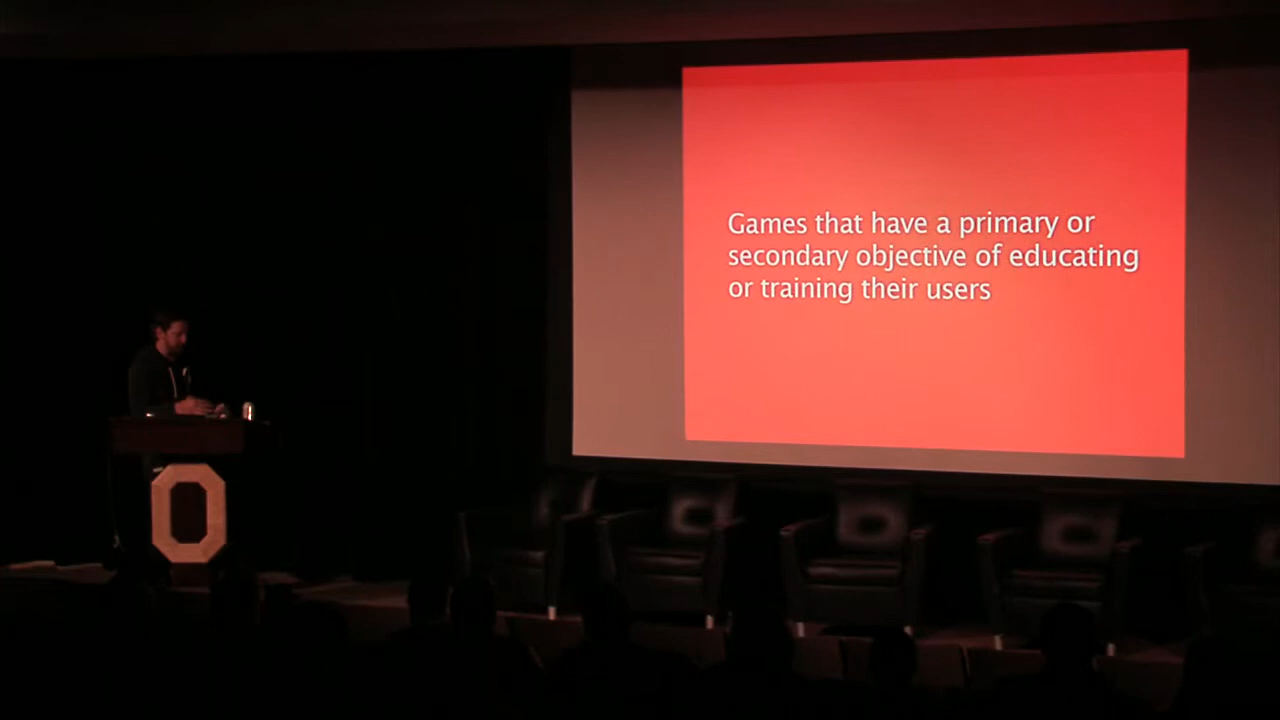 Games that have a primary or
secondary objective of educating
or training their users
O